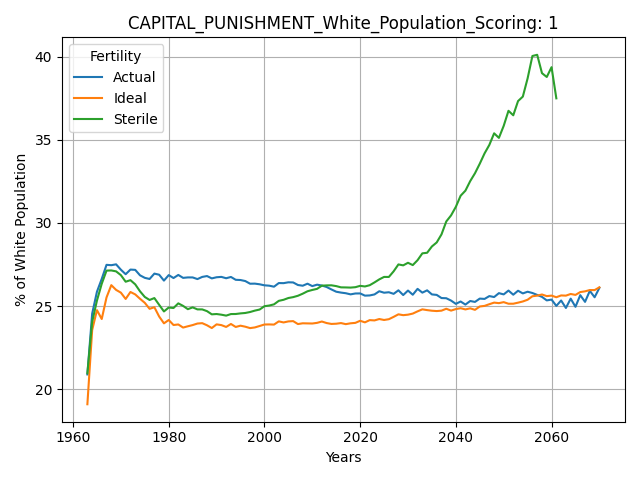 CAPITAL_PUNISHMENT_White_Population_Scoring: 1
Fertility
Actual
Ideal
Sterile
% of White Population
40
35
30
25
20
1960 1980 2000 2020 2040 2060
Years